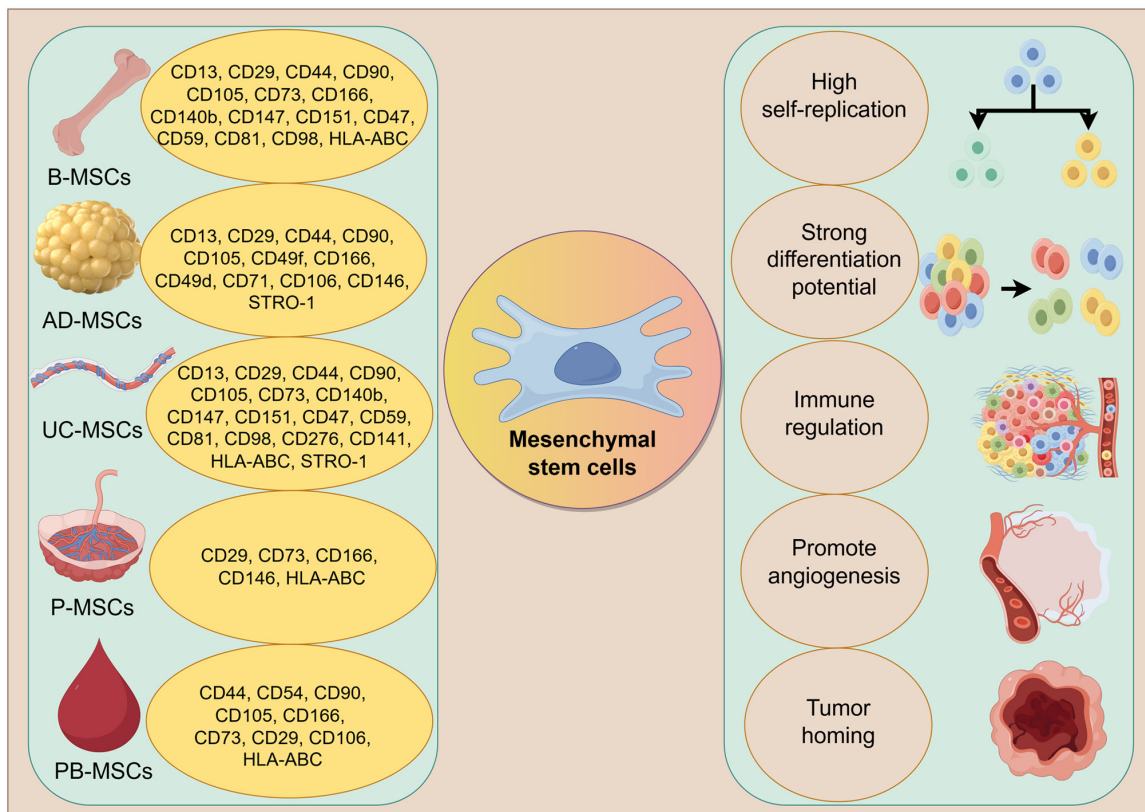 CD13, CD29, CD44, CD90,
CD105, CD73, CD166,
CD140b, CD147, CD151, CD47,
CD59, CD81, CD98, HLA-ABC
B-MSCs
CD13, CD29, CD44, CD90,
CD105, CD49f, CD166,
CD49d, CD71, CD106, CD146,
STRO-1
AD-MSCs
CD13, CD29, CD44, CD90,
CD105, CD73, CD140b,
CD147, CD151, CD47, CD59,
CD81, CD98, CD276, CD141,
HLA-ABC, STRO-1
UC-MSCs
CD29, CD73, CD166,
CD146, HLA-ABC
P-MSCs
CD44, CD54, CD90,
CD105, CD166,
CD73, CD29, CD106,
HLA-ABC
PB-MSCs
Mesenchymal
stem cells
High
self-replication
Strong
differentiation
potential
Immune
regulation
Promote
angiogenesis
Tumor
homing